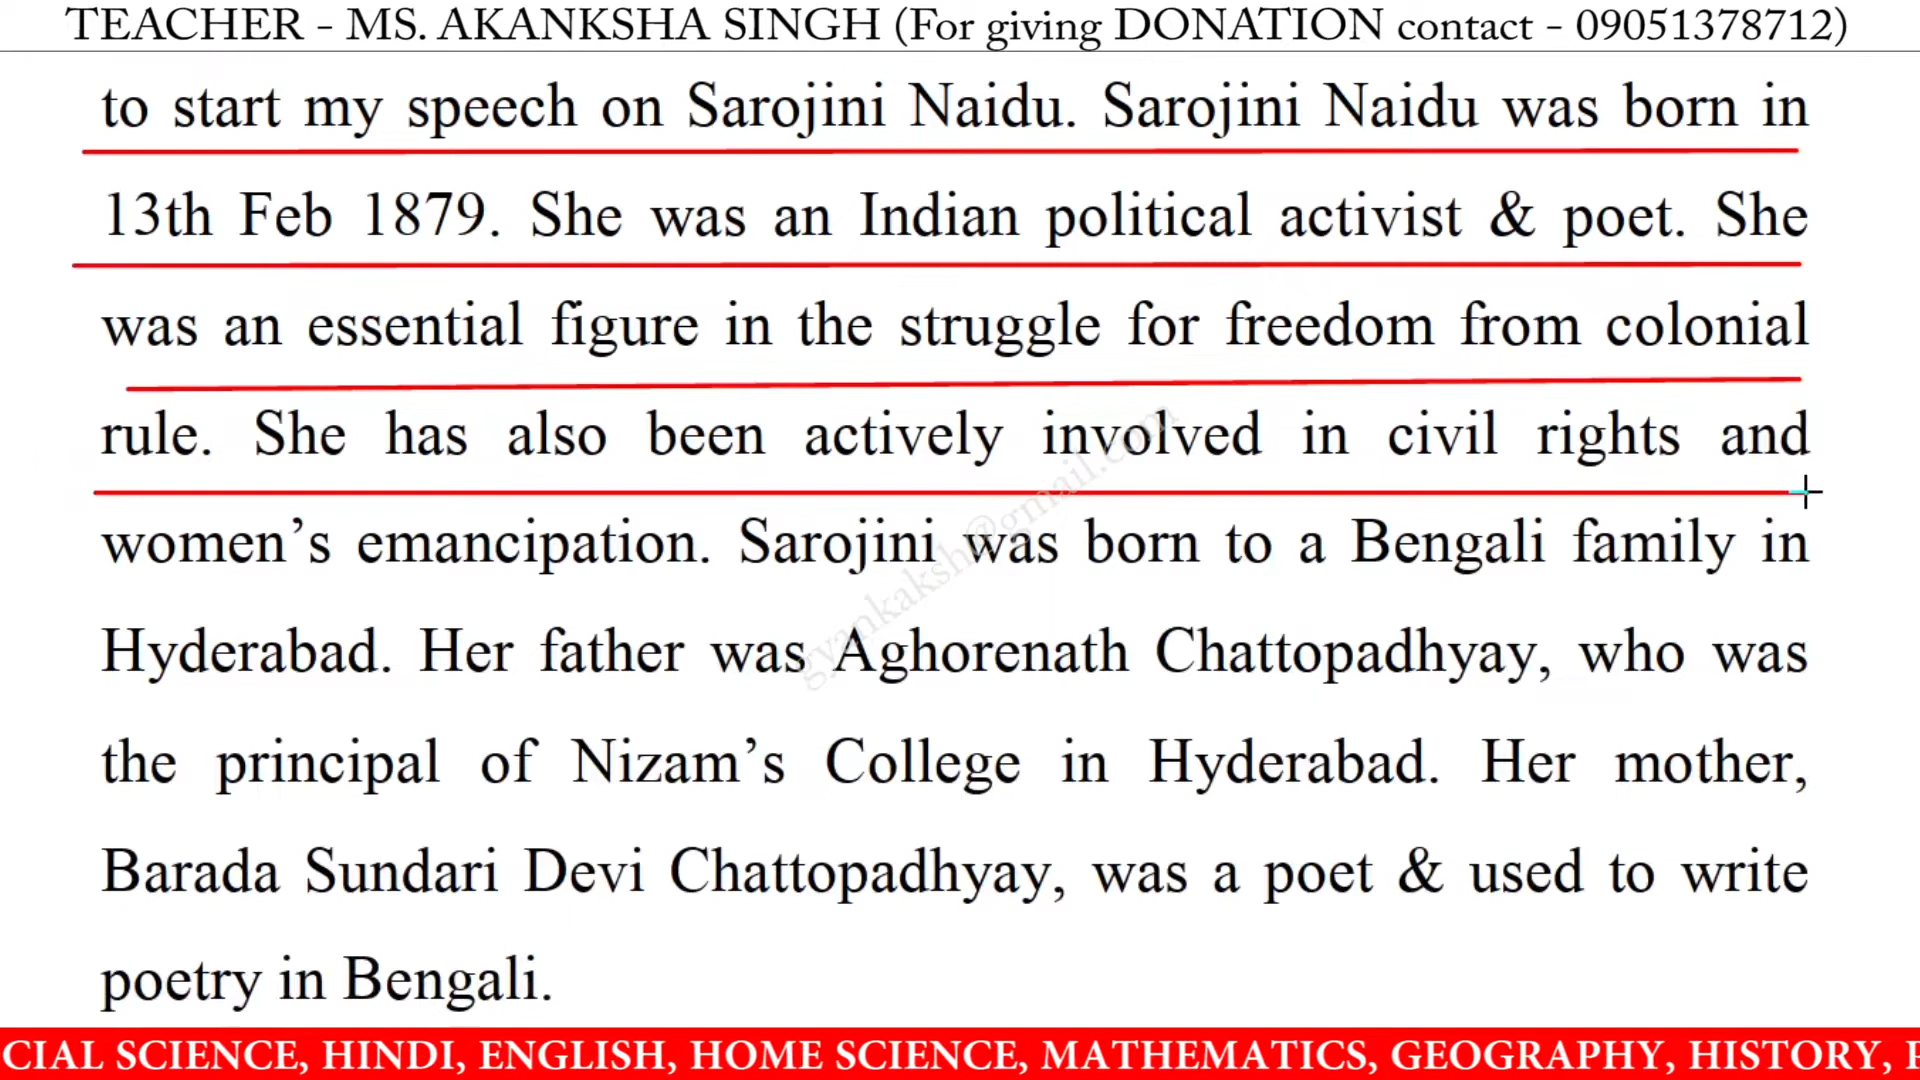 TEACHER - MS. AKANKSHA SINGH (For giving DONATION contact - 09051378712)
to start my speech on Sarojini Naidu. Sarojini Naidu was born in
13th Feb 1879. She was an Indian political activist & poet. She
was an essential figure in the struggle for freedom from colonial
rule. She has also been actively involved in civil rights and
women’s emancipation. Sarojini was born to a Bengali family in
Hyderabad. Her father was Aghorenath Chattopadhyay, who was
the principal of Nizam’s College in Hyderabad. Her mother,
Barada Sundari Devi Chattopadhyay, was a poet & used to write
poetry in Bengali.
gyankaksh@gmail.com
CIAL SCIENCE, HINDI, ENGLISH, HOME SCIENCE, MATHEMATICS, GEOGRAPHY, HISTORY,